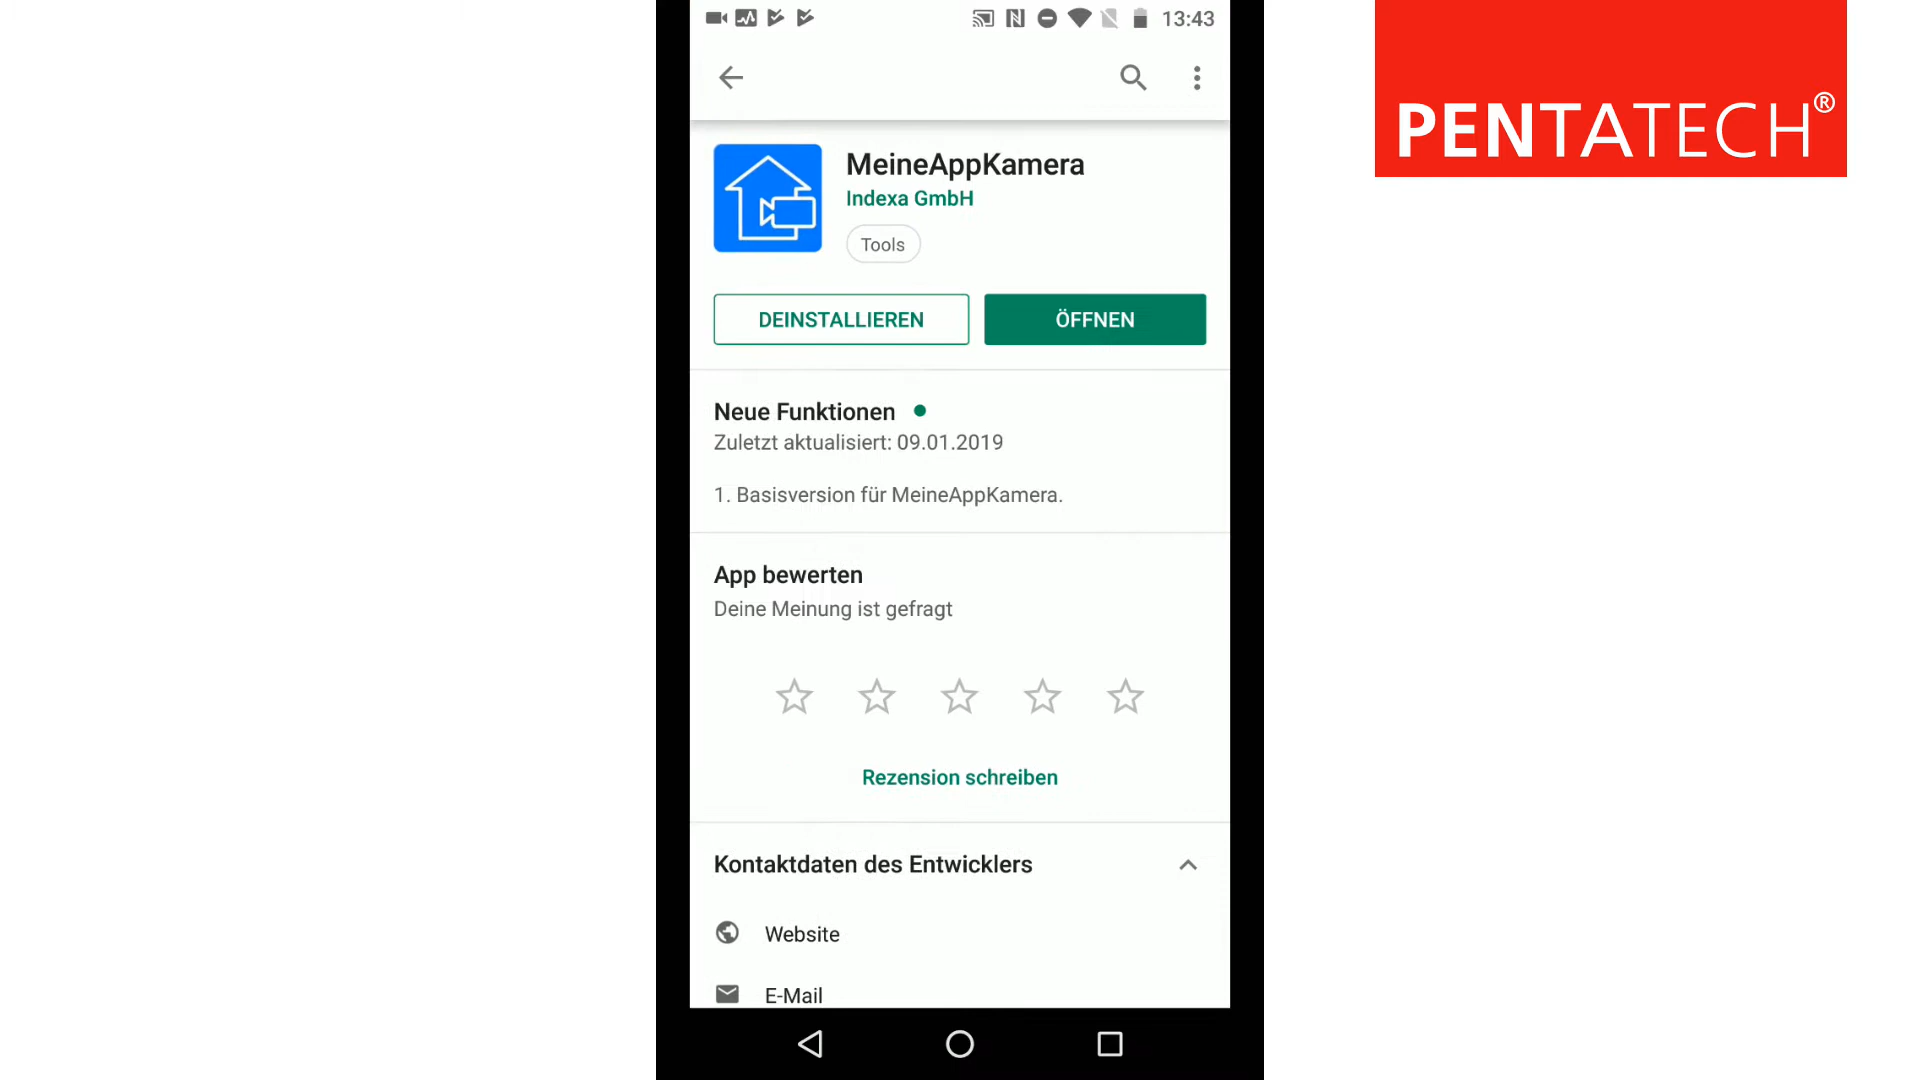 13:43
PENTATECH®
MeineAppKamera
Indexa GmbH
Tools
DEINSTALLIEREN
ÖFFNEN
Neue Funktionen
Zuletzt aktualisiert: 09.01.2019
1. Basisversion für MeineAppKamera.
App bewerten
Deine Meinung ist gefragt
Rezension schreiben
Kontaktdaten des Entwicklers
Website
E-Mail